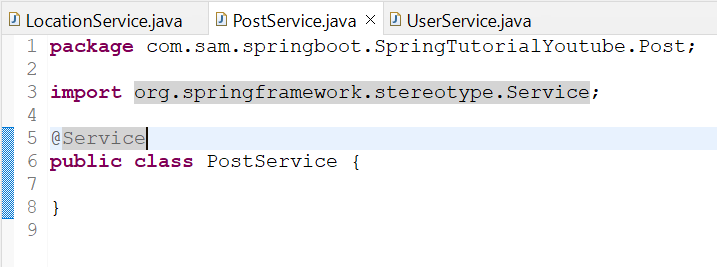 LocationService.java PostService.java × UserService.java
1 package com.sam.springboot.SpringTutorialYoutube.Post;
2
3 import org.springframework.stereotype.Service;
4
5 @Service
6 public class PostService {
7
8 }
9